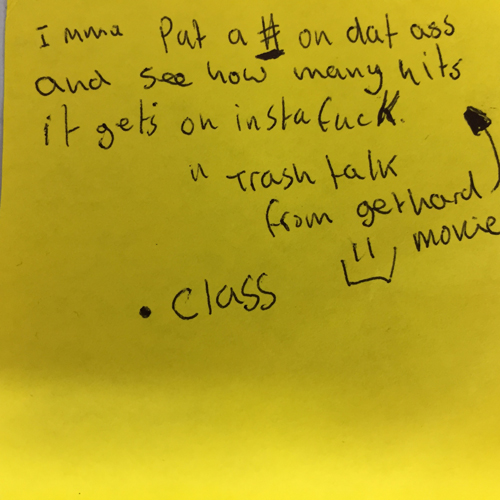 I mma Put a # on dat ass
and see how many hits
it gets on instafuck.
" Trash talk
from gethard
" movie
• class